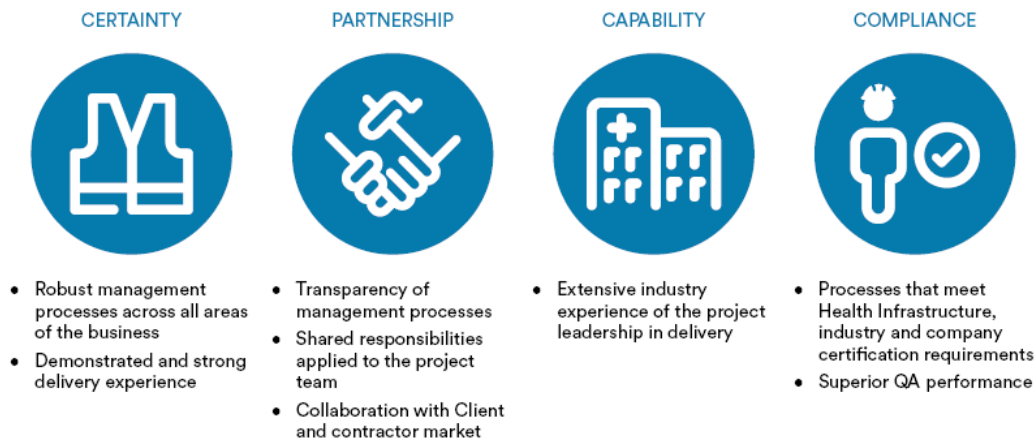 CERTAINTY
PARTNERSHIP
CAPABILITY
COMPLIANCE
• Robust management
processes across all areas
of the business
• Demonstrated and strong
delivery experience
• Transparency of
management processes
• Shared responsibilities
applied to the project
team
• Collaboration with Client
and contractor market
• Extensive industry
experience of the project
leadership in delivery
• Processes that meet
Health Infrastructure,
industry and company
certification requirements
• Superior QA performance